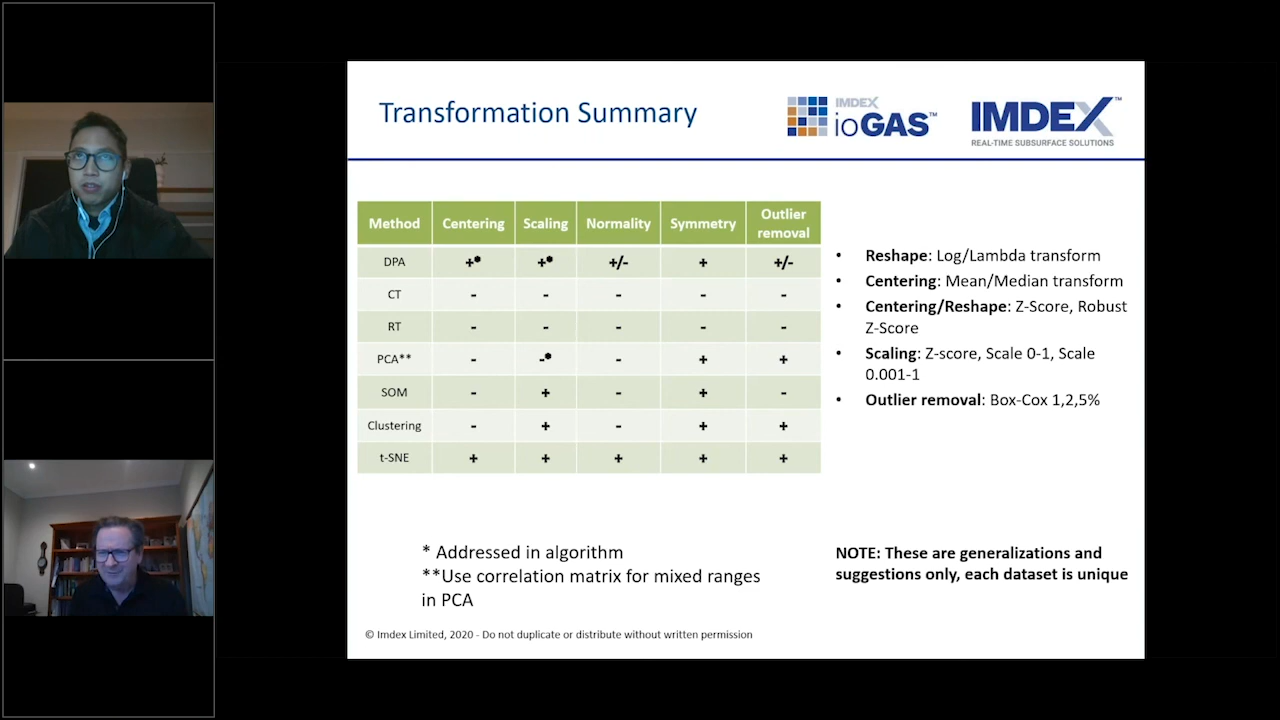 Transformation Summary
IMDEX
ioGAS™
IMDEX™
REAL-TIME SUBSURFACE SOLUTIONS
Method Centering Scaling Normality Symmetry Outlier removal
DPA +* +* +/- + +/-
CT - - - - -
RT - - - - -
PCA** - -* - + +
SOM - + - + -
Clustering - + - + +
t-SNE + + + + +
• Reshape: Log/Lambda transform
• Centering: Mean/Median transform
• Centering/Reshape: Z-Score, Robust
Z-Score
• Scaling: Z-score, Scale 0-1, Scale
0.001-1
• Outlier removal: Box-Cox 1,2,5%
* Addressed in algorithm
**Use correlation matrix for mixed ranges
in PCA
NOTE: These are generalizations and
suggestions only, each dataset is unique
© Imdex Limited, 2020 - Do not duplicate or distribute without written permission